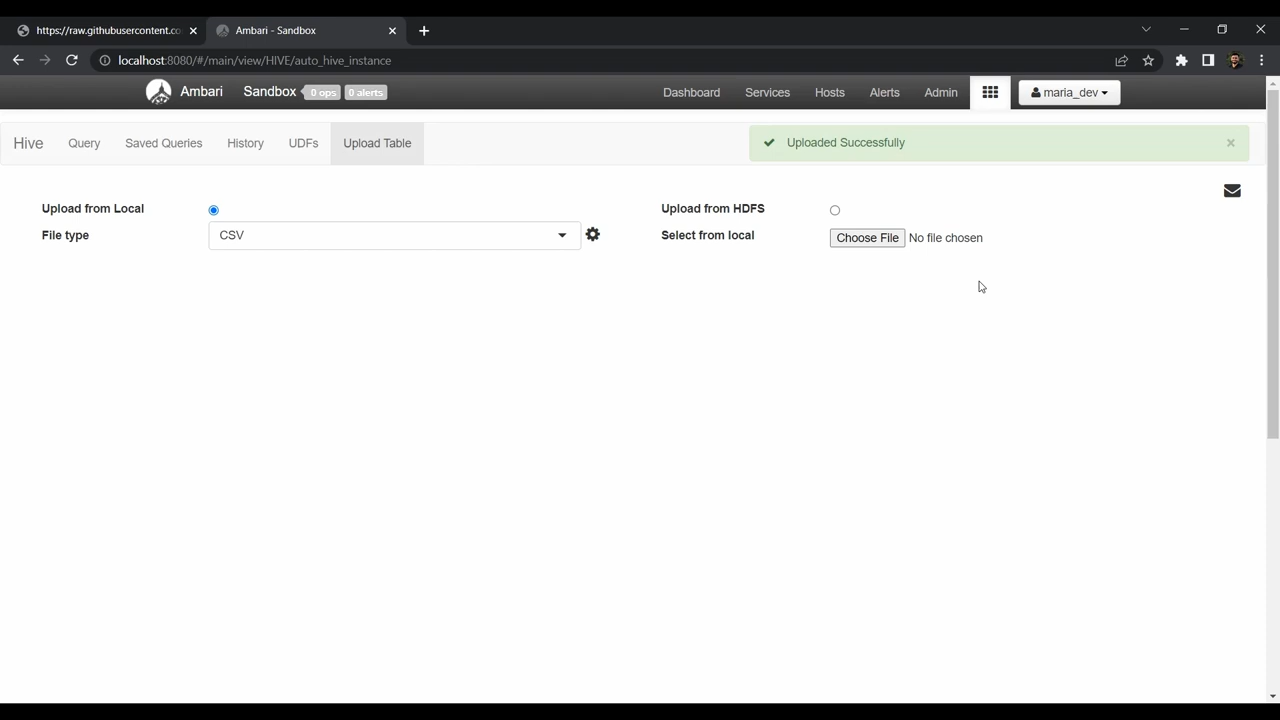 https://raw.githubusercontent.co
Ambari - Sandbox
localhost:8080/#/main/view/HIVE/auto_hive_instance
Ambari Sandbox 0 ops 0 alerts Dashboard Services Hosts Alerts Admin maria_dev
Hive Query Saved Queries History UDFs Upload Table Uploaded Successfully
Upload from Local Upload from HDFS
File type CSV Select from local Choose File No file chosen